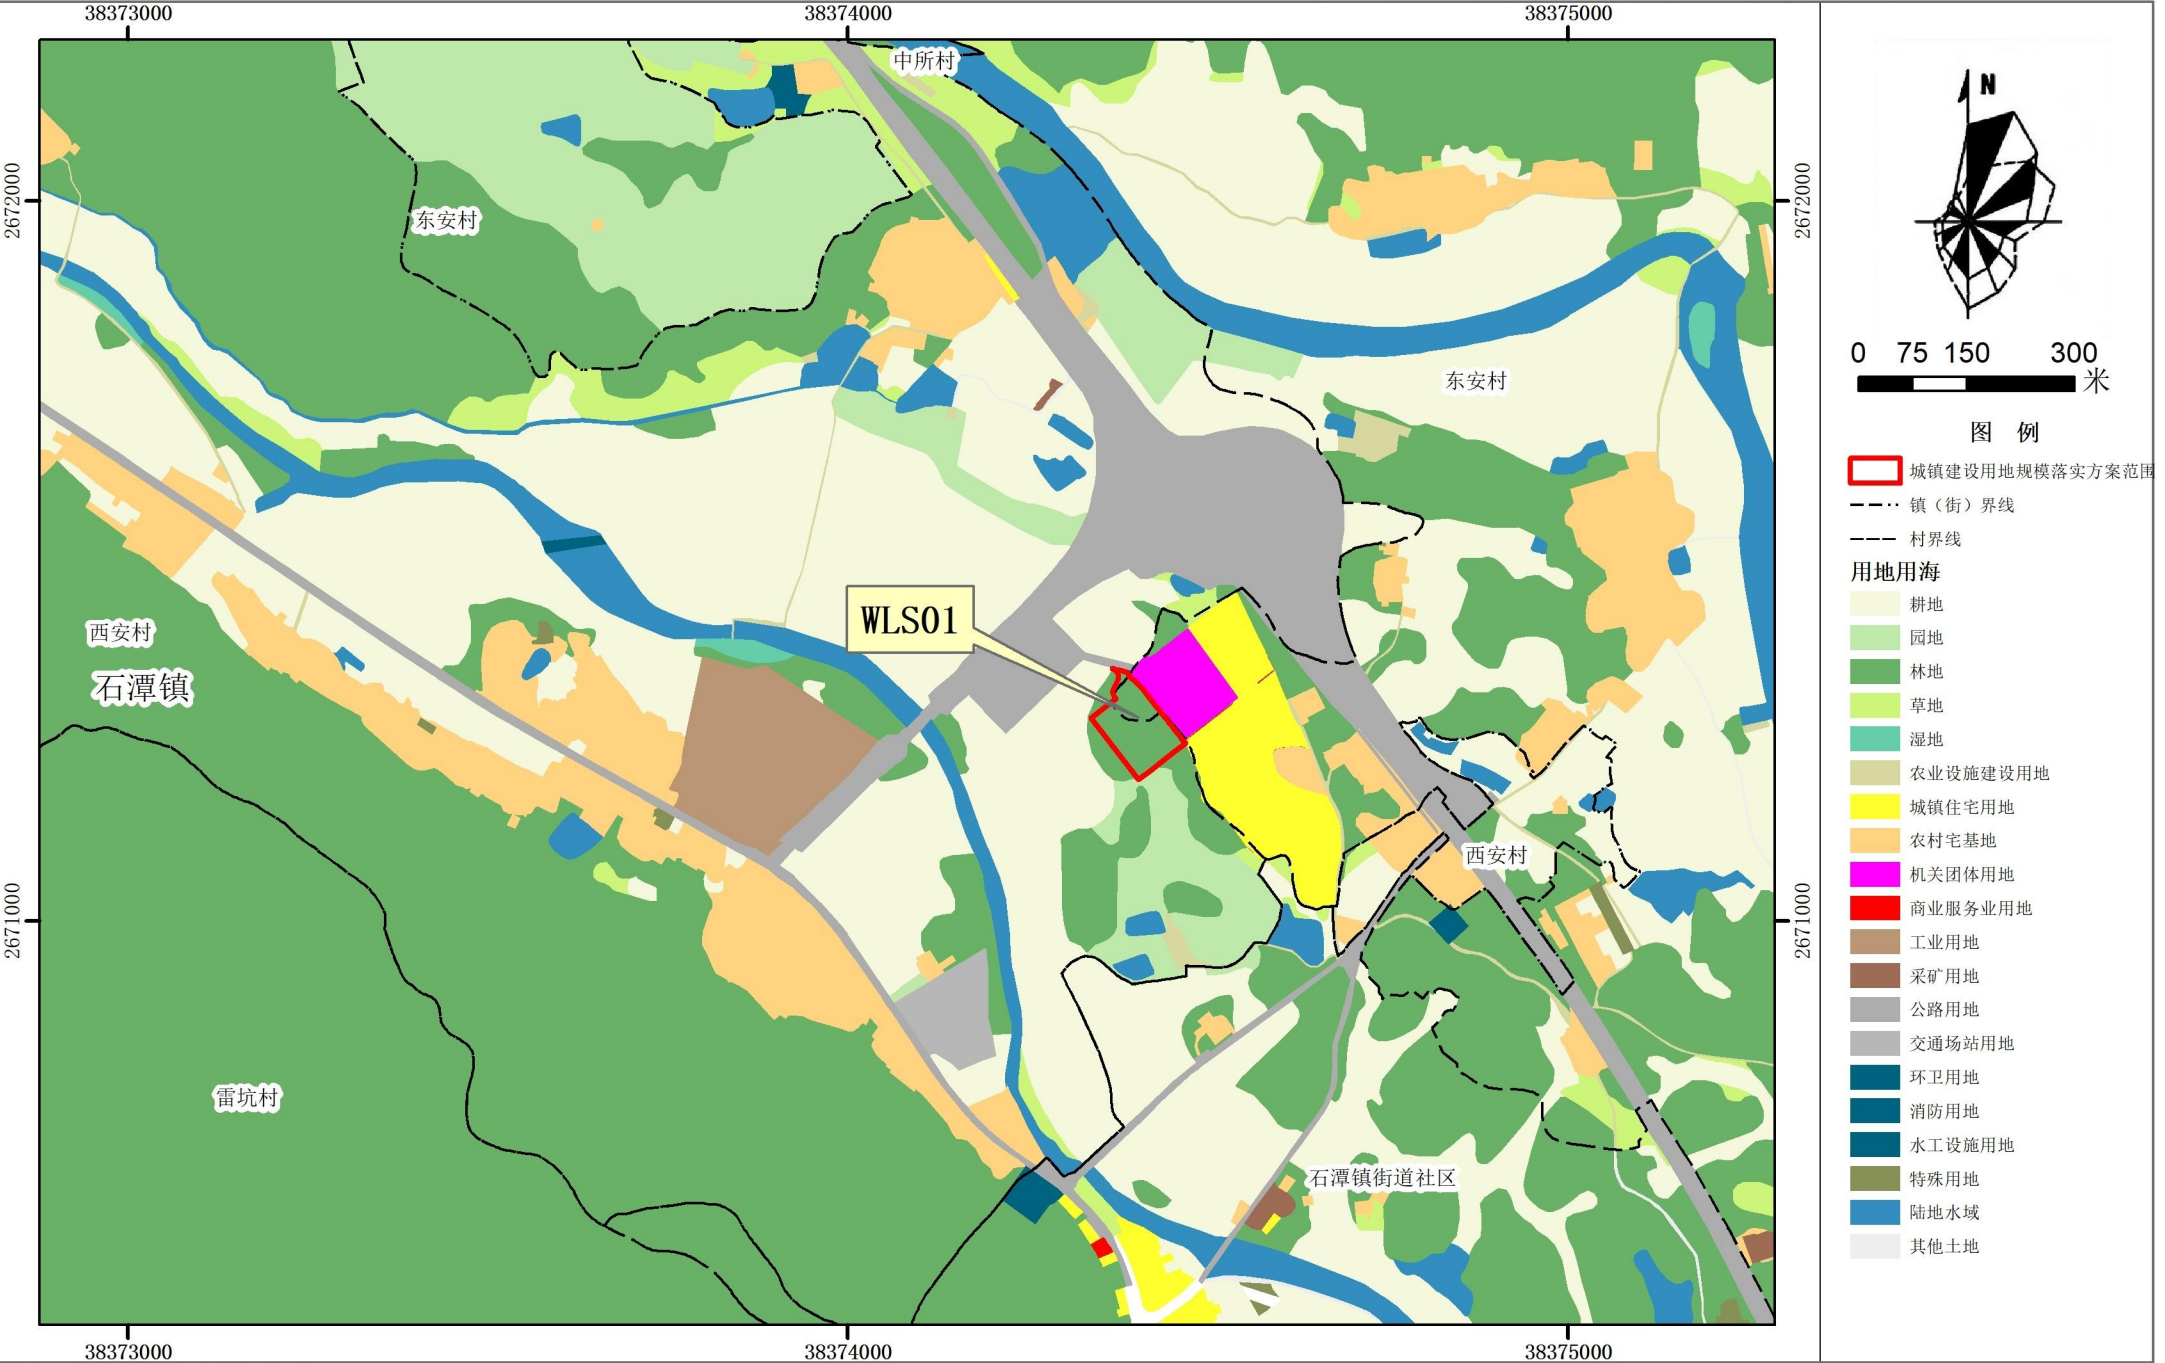 38373000
38374000
38375000
2672000
2671000
2672000
2671000
38373000
38374000
38375000
中所村
东安村
东安村
WLS01
西安村
石潭镇
西安村
雷坑村
石潭镇街道社区
N
0 75 150 300
米
图 例
城镇建设用地规模落实方案范围
镇（街）界线
村界线
用地用海
耕地
园地
林地
草地
湿地
农业设施建设用地
城镇住宅用地
农村宅基地
机关团体用地
商业服务业用地
工业用地
采矿用地
公路用地
交通场站用地
环卫用地
消防用地
水工设施用地
特殊用地
陆地水域
其他土地